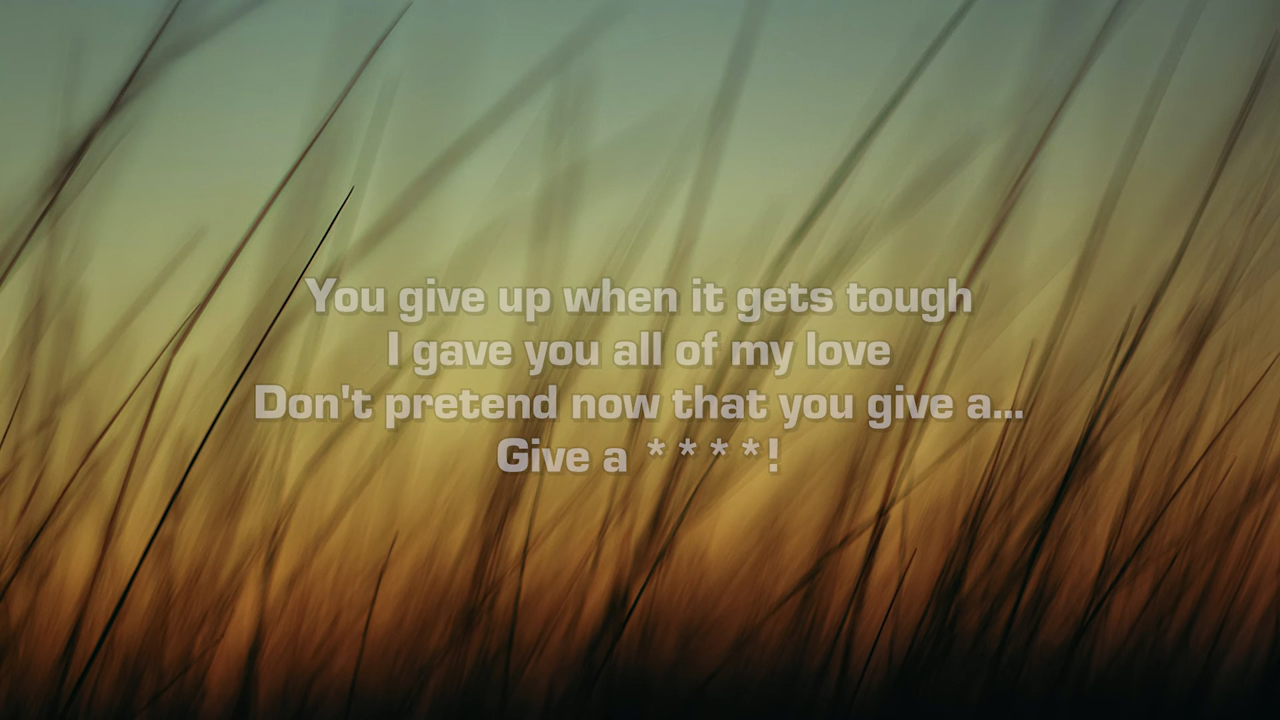 You give up when it gets tough
I gave you all of my love
Don't pretend now that you give a...
Give a * * * *!